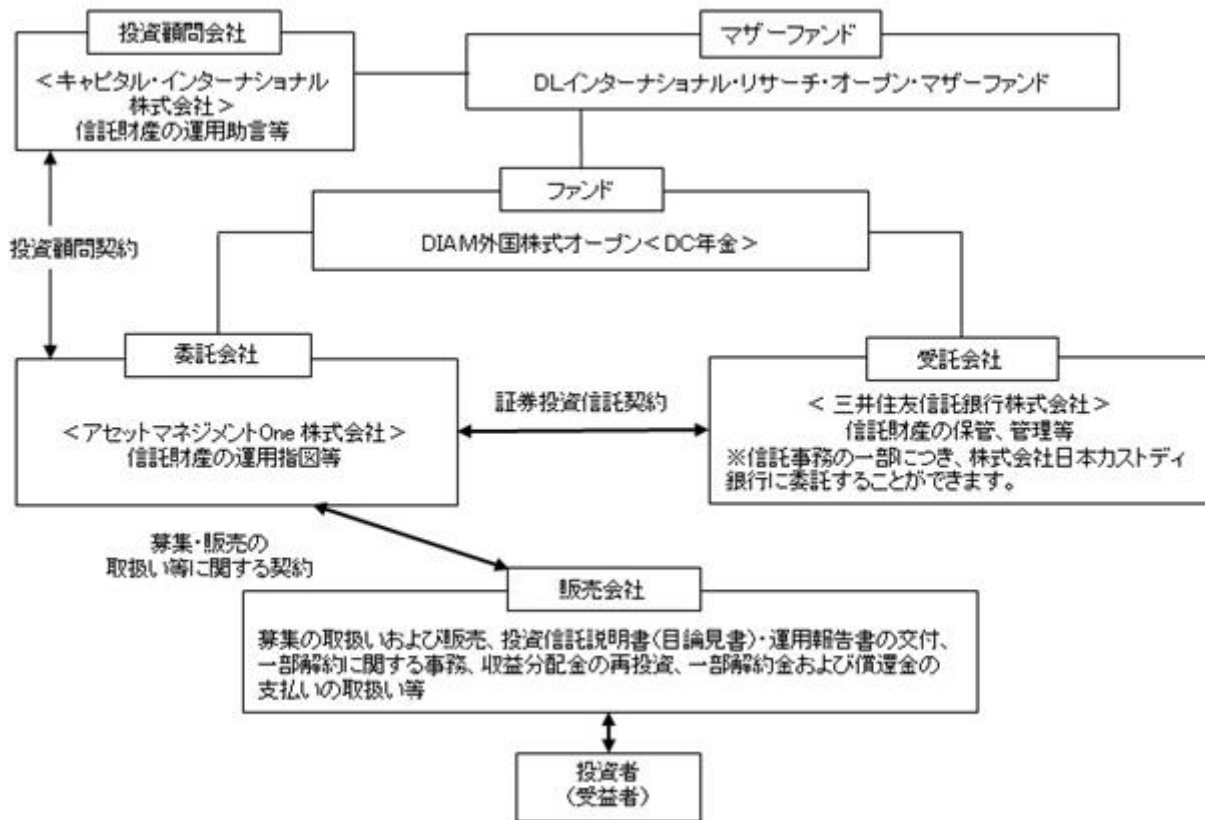 投資顧問会社
<キャピタル・インターナショナル
株式会社>
信託財産の運用助言等
マザーファンド
DLインターナショナル・リサーチ・オープン・マザーファンド
ファンド
DIAM外国株式オープン<DC年金>
投資顧問契約
委託会社
<アセットマネジメントOne 株式会社>
信託財産の運用指図等
証券投資信託契約
受託会社
< 三井住友信託銀行株式会社>
信託財産の保管、管理等
※信託事務の一部につき、株式会社日本カストディ
銀行に委託することができます。
募集・販売の
取扱い等に関する契約
販売会社
募集の取扱いおよび販売、投資信託説明書(目論見書)・運用報告書の交付、
一部解約に関する事務、収益分配金の再投資、一部解約金および償還金の
支払いの取扱い等
投資者
(受益者)